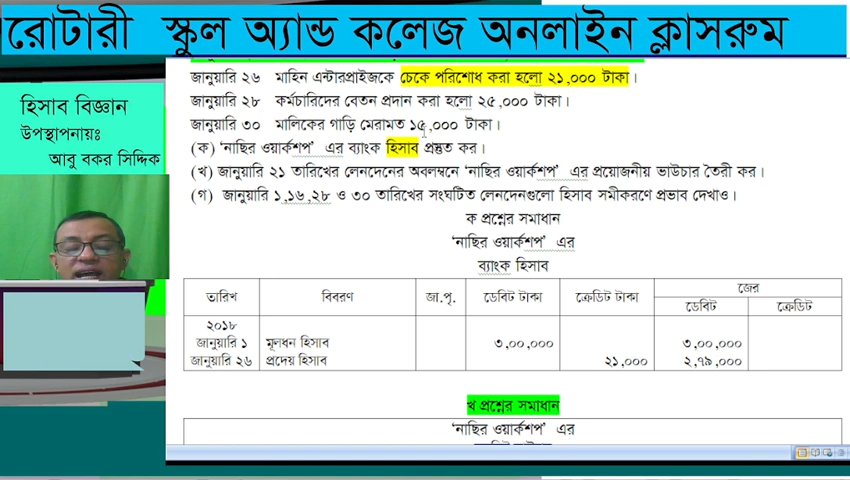 রোটারী স্কুল অ্যান্ড কলেজ অনলাইন ক্লাসরুম
হিসাব বিজ্ঞান
উপস্থাপনায়ঃ
আবু বকর সিদ্দিক
জানুয়ারি ২৬ মাহিন এন্টারপ্রাইজকে চেকে পরিশোধ করা হলো ২১,০০০ টাকা।
জানুয়ারি ২৮ কর্মচারিদের বেতন প্রদান করা হলো ২৫,০০০ টাকা।
জানুয়ারি ৩০ মালিকের গাড়ি মেরামত ১৫,০০০ টাকা।
(ক) ‘নাছির ওয়ার্কশপ’ এর ব্যাংক হিসাব প্রস্তুত কর।
(খ) জানুয়ারি ২১ তারিখের লেনদেনের অবলম্বনে ‘নাছির ওয়ার্কশপ’ এর প্রয়োজনীয় ভাউচার তৈরী কর।
(গ) জানুয়ারি ১,১৬,২৮ ও ৩০ তারিখের সংঘটিত লেনদেনগুলো হিসাব সমীকরণে প্রভাব দেখাও।
ক প্রশ্নের সমাধান
‘নাছির ওয়ার্কশপ’ এর
ব্যাংক হিসাব
তারিখ বিবরণ জা.পৃ. ডেবিট টাকা ক্রেডিট টাকা জের
ডেবিট ক্রেডিট
২০১৮
জানুয়ারি ১ মূলধন হিসাব ৩,০০,০০০ ৩,০০,০০০
জানুয়ারি ২৬ প্রদেয় হিসাব ২১,০০০ ২,৭৯,০০০
খ প্রশ্নের সমাধান
‘নাছির ওয়ার্কশপ’ এর